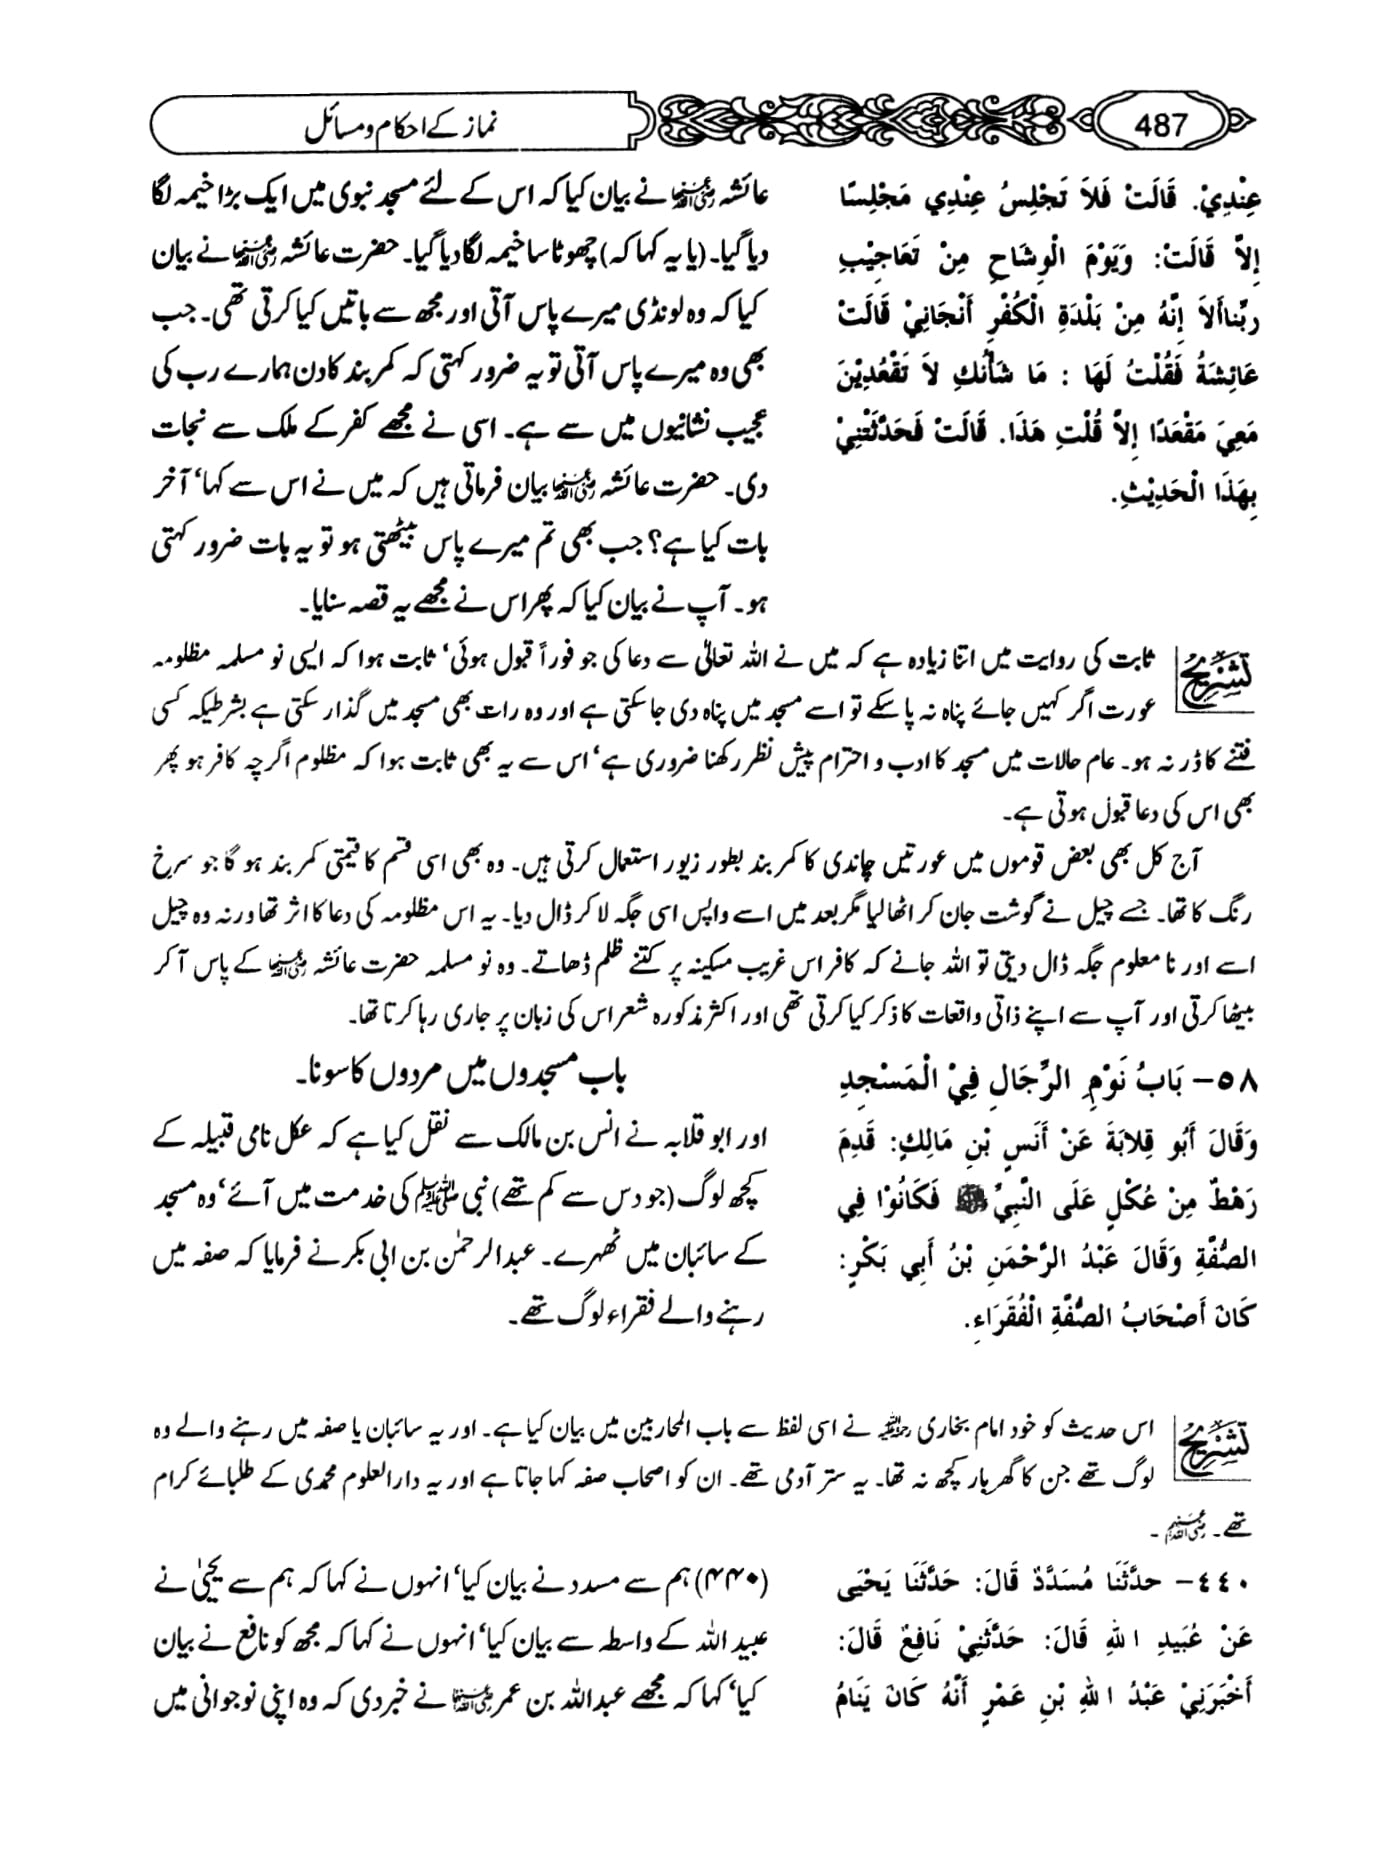 487
نماز کے احکام و مسائل
عِنْدِيْ. قَالَتْ فَلاَ تَجْلِسُ عِنْدِي مَجْلِسًا
إِلاَّ قَالَتْ: وَيَوْمَ الْوِشَاحِ مِنْ تَعَاجِيْبِ
رَبِّنَاأَلاَ إِنَّهُ مِنْ بَلْدَةِ الْكُفْرِ أَنْجَانِيْ قَالَتْ
عَائِشَةُ فَقُلْتُ لَهَا : مَا شَأْنُكِ لاَ تَقْعُدِيْنَ
مَعِيَ مَقْعَدًا إِلاَّ قُلْتِ هَذَا. قَالَتْ فَحَدَّثَتْنِيْ
بِهَذَا الْحَدِيْثِ.
عائشہ رضی اللہ عنہا نے بیان کیا کہ اس کے لئے مسجد نبوی میں ایک بڑا خیمہ لگا
دیا گیا۔ (یا یہ کہا کہ) چھوٹا سا خیمہ لگا دیا گیا۔ حضرت عائشہ رضی اللہ عنہا نے بیان
کیا کہ وہ لونڈی میرے پاس آتی اور مجھ سے باتیں کیا کرتی تھی۔ جب
بھی وہ میرے پاس آتی تو یہ ضرور کہتی کہ کمر بند کا دن ہمارے رب کی
عجیب نشانیوں میں سے ہے۔ اسی نے مجھے کفر کے ملک سے نجات
دی۔ حضرت عائشہ رضی اللہ عنہا بیان فرماتی ہیں کہ میں نے اس سے کہا‘ آخر
بات کیا ہے؟ جب بھی تم میرے پاس بیٹھتی ہو تو یہ بات ضرور کہتی
ہو۔ آپ نے بیان کیا کہ پھر اس نے مجھے یہ قصہ سنایا۔
تشریح
ثابت کی روایت میں اتنا زیادہ ہے کہ میں نے اللہ تعالیٰ سے دعا کی جو فوراً قبول ہوئی‘ ثابت ہوا کہ ایسی نو مسلمہ مظلومہ
عورت اگر کہیں جائے پناہ نہ پا سکے تو اسے مسجد میں پناہ دی جا سکتی ہے اور وہ رات بھی مسجد میں گذار سکتی ہے بشرطیکہ کسی
فتنے کا ڈر نہ ہو۔ عام حالات میں مسجد کا ادب و احترام پیش نظر رکھنا ضروری ہے‘ اس سے یہ بھی ثابت ہوا کہ مظلوم اگرچہ کافر ہو پھر
بھی اس کی دعا قبول ہوتی ہے۔
آج کل بھی بعض قوموں میں عورتیں چاندی کا کمر بند بطور زیور استعمال کرتی ہیں۔ وہ بھی اسی قسم کا قیمتی کمر بند ہو گا جو سرخ
رنگ کا تھا۔ جسے چیل نے گوشت جان کر اٹھا لیا مگر بعد میں اسے واپس اسی جگہ لا کر ڈال دیا۔ یہ اس مظلومہ کی دعا کا اثر تھا ورنہ وہ چیل
اسے اور نا معلوم جگہ ڈال دیتی تو اللہ جانے کہ کافر اس غریب مسکینہ پر کتنے ظلم ڈھاتے۔ وہ نو مسلمہ حضرت عائشہ رضی اللہ عنہا کے پاس آ کر
بیٹھا کرتی اور آپ سے اپنے ذاتی واقعات کا ذکر کیا کرتی تھی اور اکثر مذکورہ شعر اس کی زبان پر جاری رہا کرتا تھا۔
٥٨- بَابُ نَوْمِ الرِّجَالِ فِيْ الْمَسْجِدِ
وَقَالَ أَبُو قِلابَةَ عَنْ أَنَسِ بْنِ مَالِكٍ: قَدِمَ
رَهْطٌ مِنْ عُكْلٍ عَلَى النَّبِيِّ ﷺ فَكَانُوْا فِي
الصُّفَّةِ وَقَالَ عَبْدُ الرَّحْمَنِ بْنُ أَبِي بَكْرٍ:
كَانَ أَصْحَابُ الصُّفَّةِ الْفُقَرَاءِ.
باب مسجدوں میں مردوں کا سونا۔
اور ابو قلابہ نے انس بن مالک سے نقل کیا ہے کہ عکل نامی قبیلہ کے
کچھ لوگ (جو دس سے کم تھے) نبی ﷺ کی خدمت میں آئے‘ وہ مسجد
کے سائبان میں ٹھہرے۔ عبدالرحمٰن بن ابی بکر نے فرمایا کہ صفہ میں
رہنے والے فقراء لوگ تھے۔
تشریح
اس حدیث کو خود امام بخاری رحمہ اللہ نے اسی لفظ سے باب المحاربین میں بیان کیا ہے۔ اور یہ سائبان یا صفہ میں رہنے والے وہ
لوگ تھے جن کا گھر بار کچھ نہ تھا۔ یہ ستر آدمی تھے۔ ان کو اصحاب صفہ کہا جاتا ہے اور یہ دارالعلوم محمدی کے طلبائے کرام
تھے۔ رضی اللہ عنہم ۔
٤٤٠- حدَّثَنَا مُسَدَّدٌ قَالَ: حَدَّثَنَا يَحْيَى
عَنْ عُبَيدِ اللهِ قَالَ: حَدَّثَنِيْ نَافِعٌ قَالَ:
أَخْبَرَنِيْ عَبْدُ اللهِ بْنِ عَمْرٍ أَنَّهُ كَانَ يَنَامُ
(۴۴۰) ہم سے مسدد نے بیان کیا‘ انہوں نے کہا کہ ہم سے یحییٰ نے
عبید اللہ کے واسطہ سے بیان کیا‘ انہوں نے کہا کہ مجھ کو نافع نے بیان
کیا‘ کہا کہ مجھے عبداللہ بن عمر رضی اللہ عنہما نے خبر دی کہ وہ اپنی نوجوانی میں